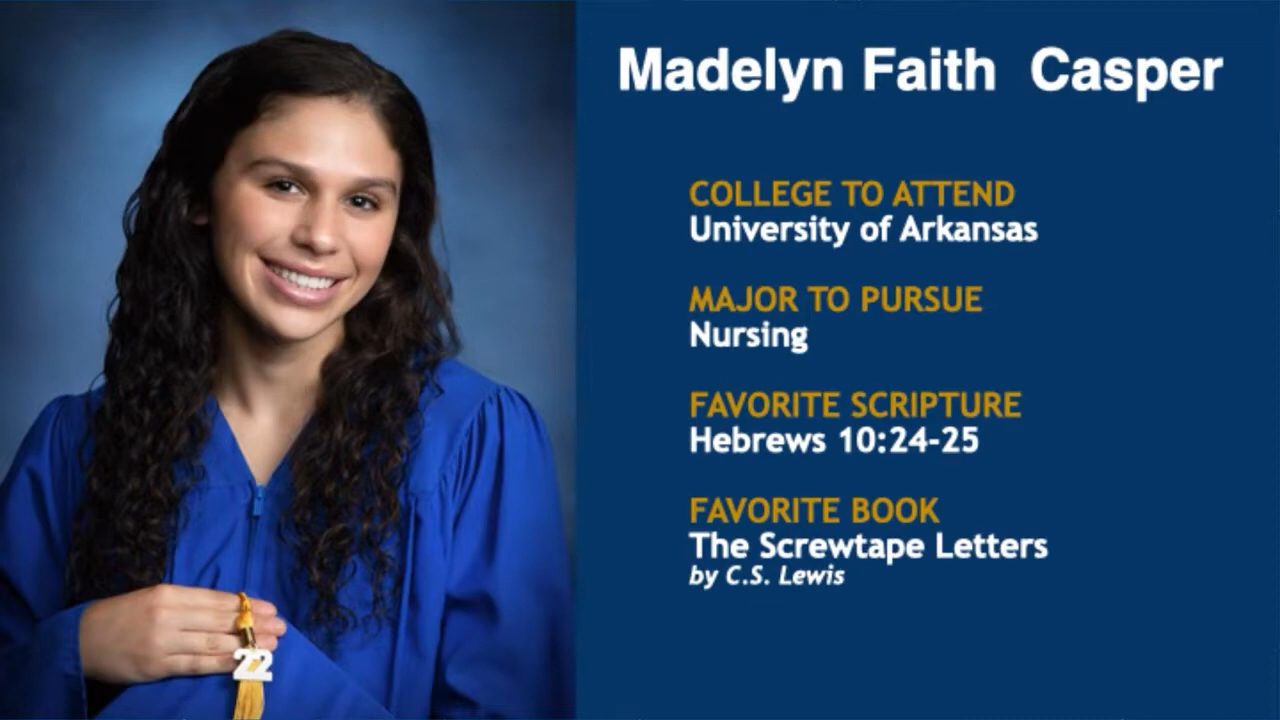 Madelyn Faith  Casper
COLLEGE TO ATTEND
University of Arkansas
MAJOR TO PURSUE
Nursing
FAVORITE SCRIPTURE
Hebrews 10:24-25
FAVORITE BOOK
The Screwtape Letters
by C.S. Lewis
22